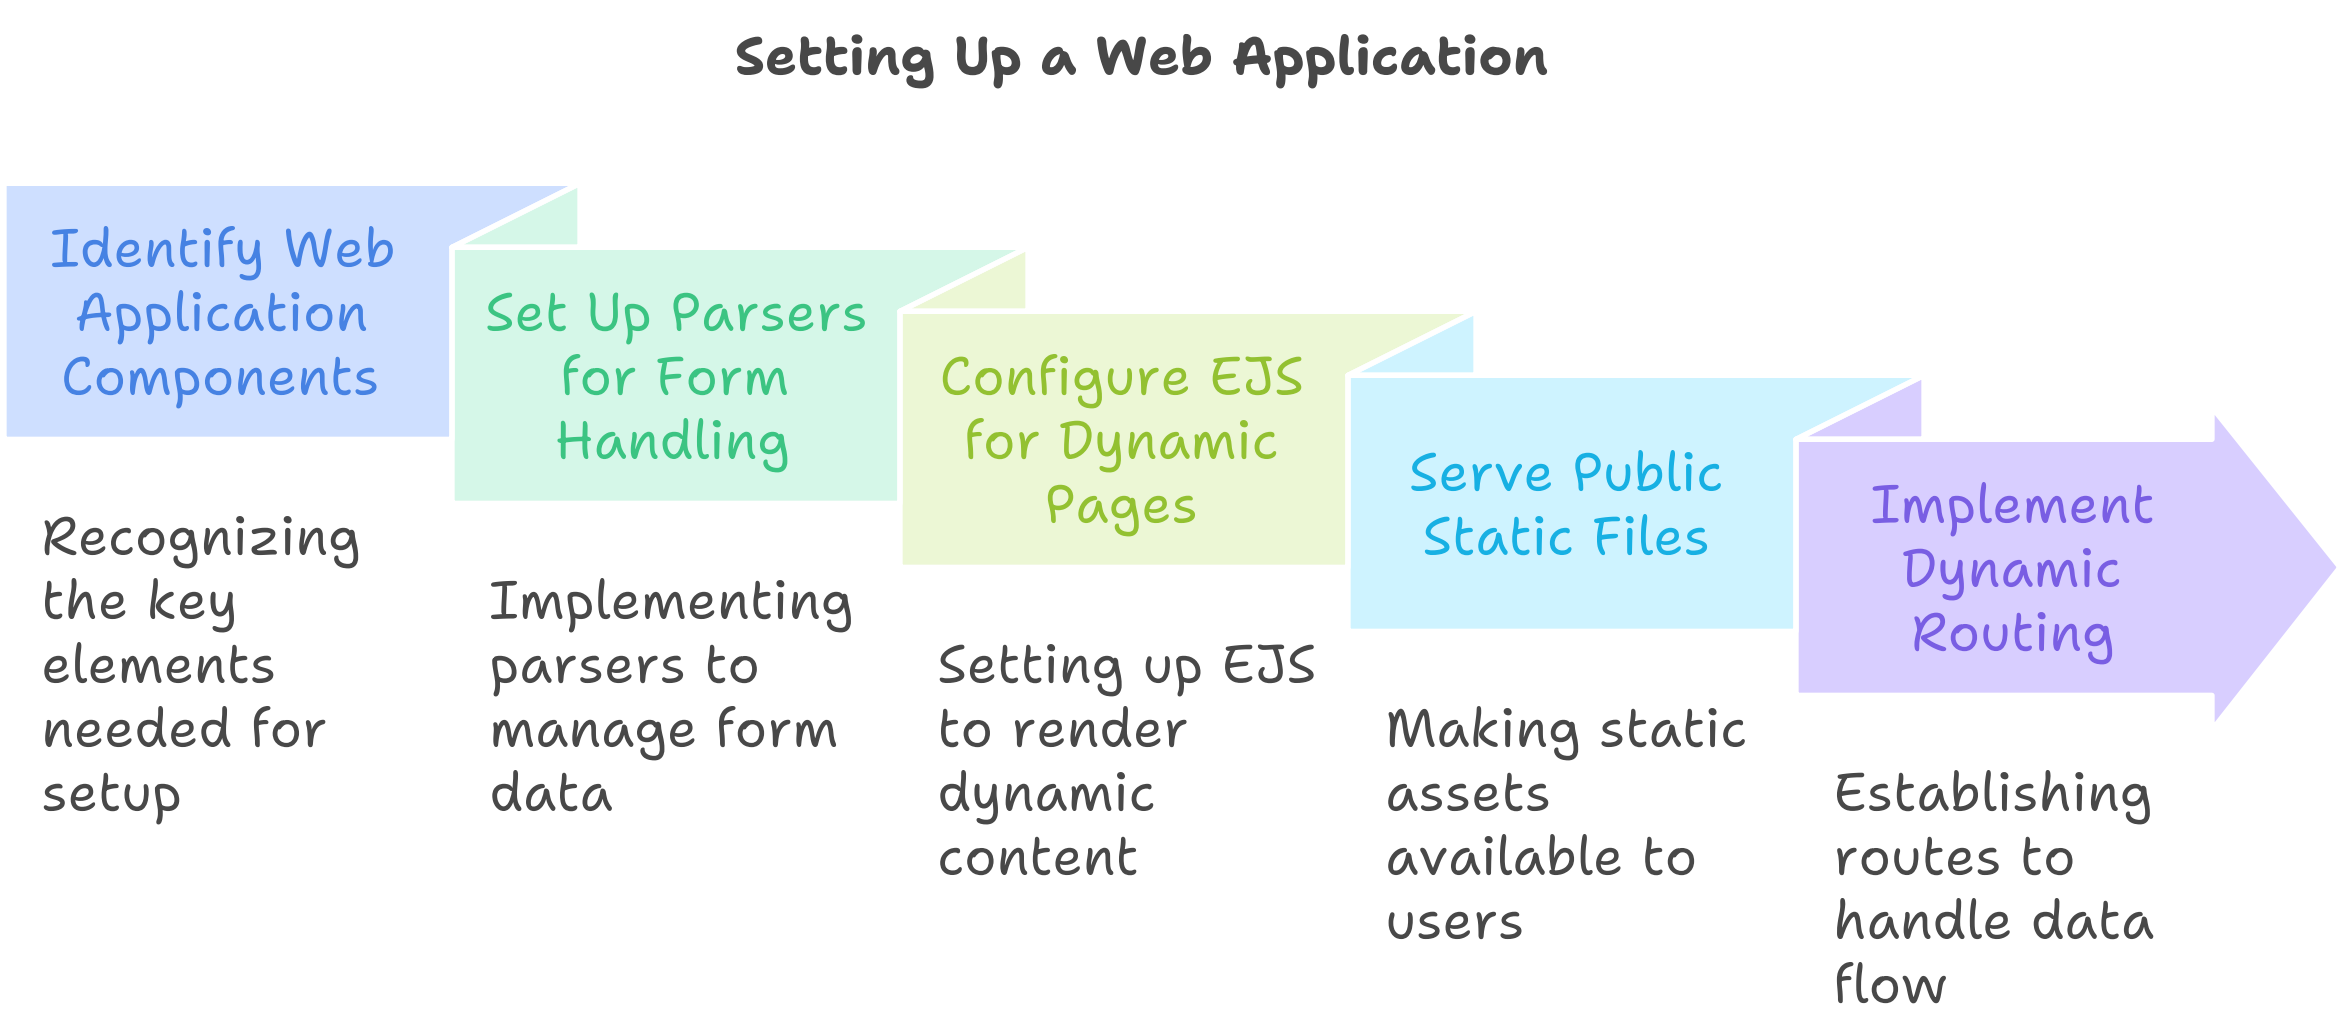 Setting Up a Web Application
Identify Web
Application
Components
Recognizing
the key
elements
needed for
setup
Set Up Parsers
for Form
Handling
Implementing
parsers to
manage form
data
Configure EJS
for Dynamic
Pages
Setting up EJS
to render
dynamic
content
Serve Public
Static Files
Making static
assets
available to
users
Implement
Dynamic
Routing
Establishing
routes to
handle data
flow